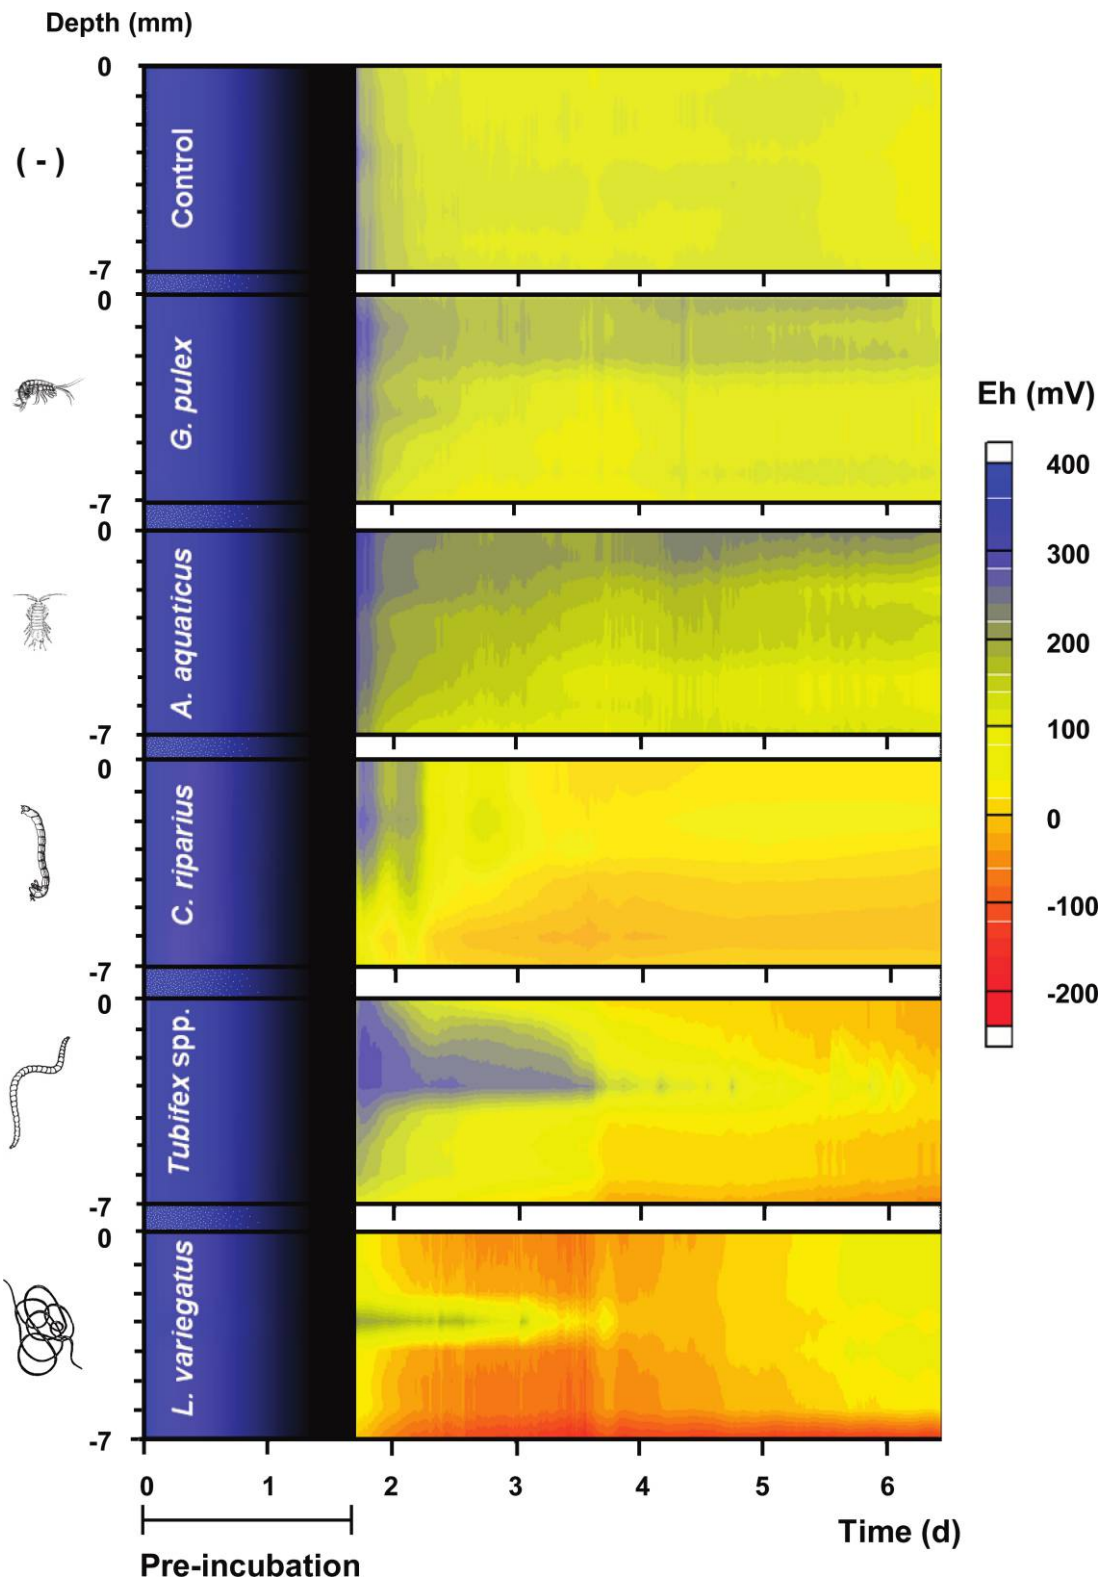 Depth (mm)
0
( - )
Control
-7
0
G. pulex
-7
0
A. aquaticus
-7
0
C. riparius
-7
0
Tubifex spp.
-7
0
L. variegatus
-7
0 1 2 3 4 5 6
Time (d)
Pre-incubation
Eh (mV)
400
300
200
100
0
-100
-200